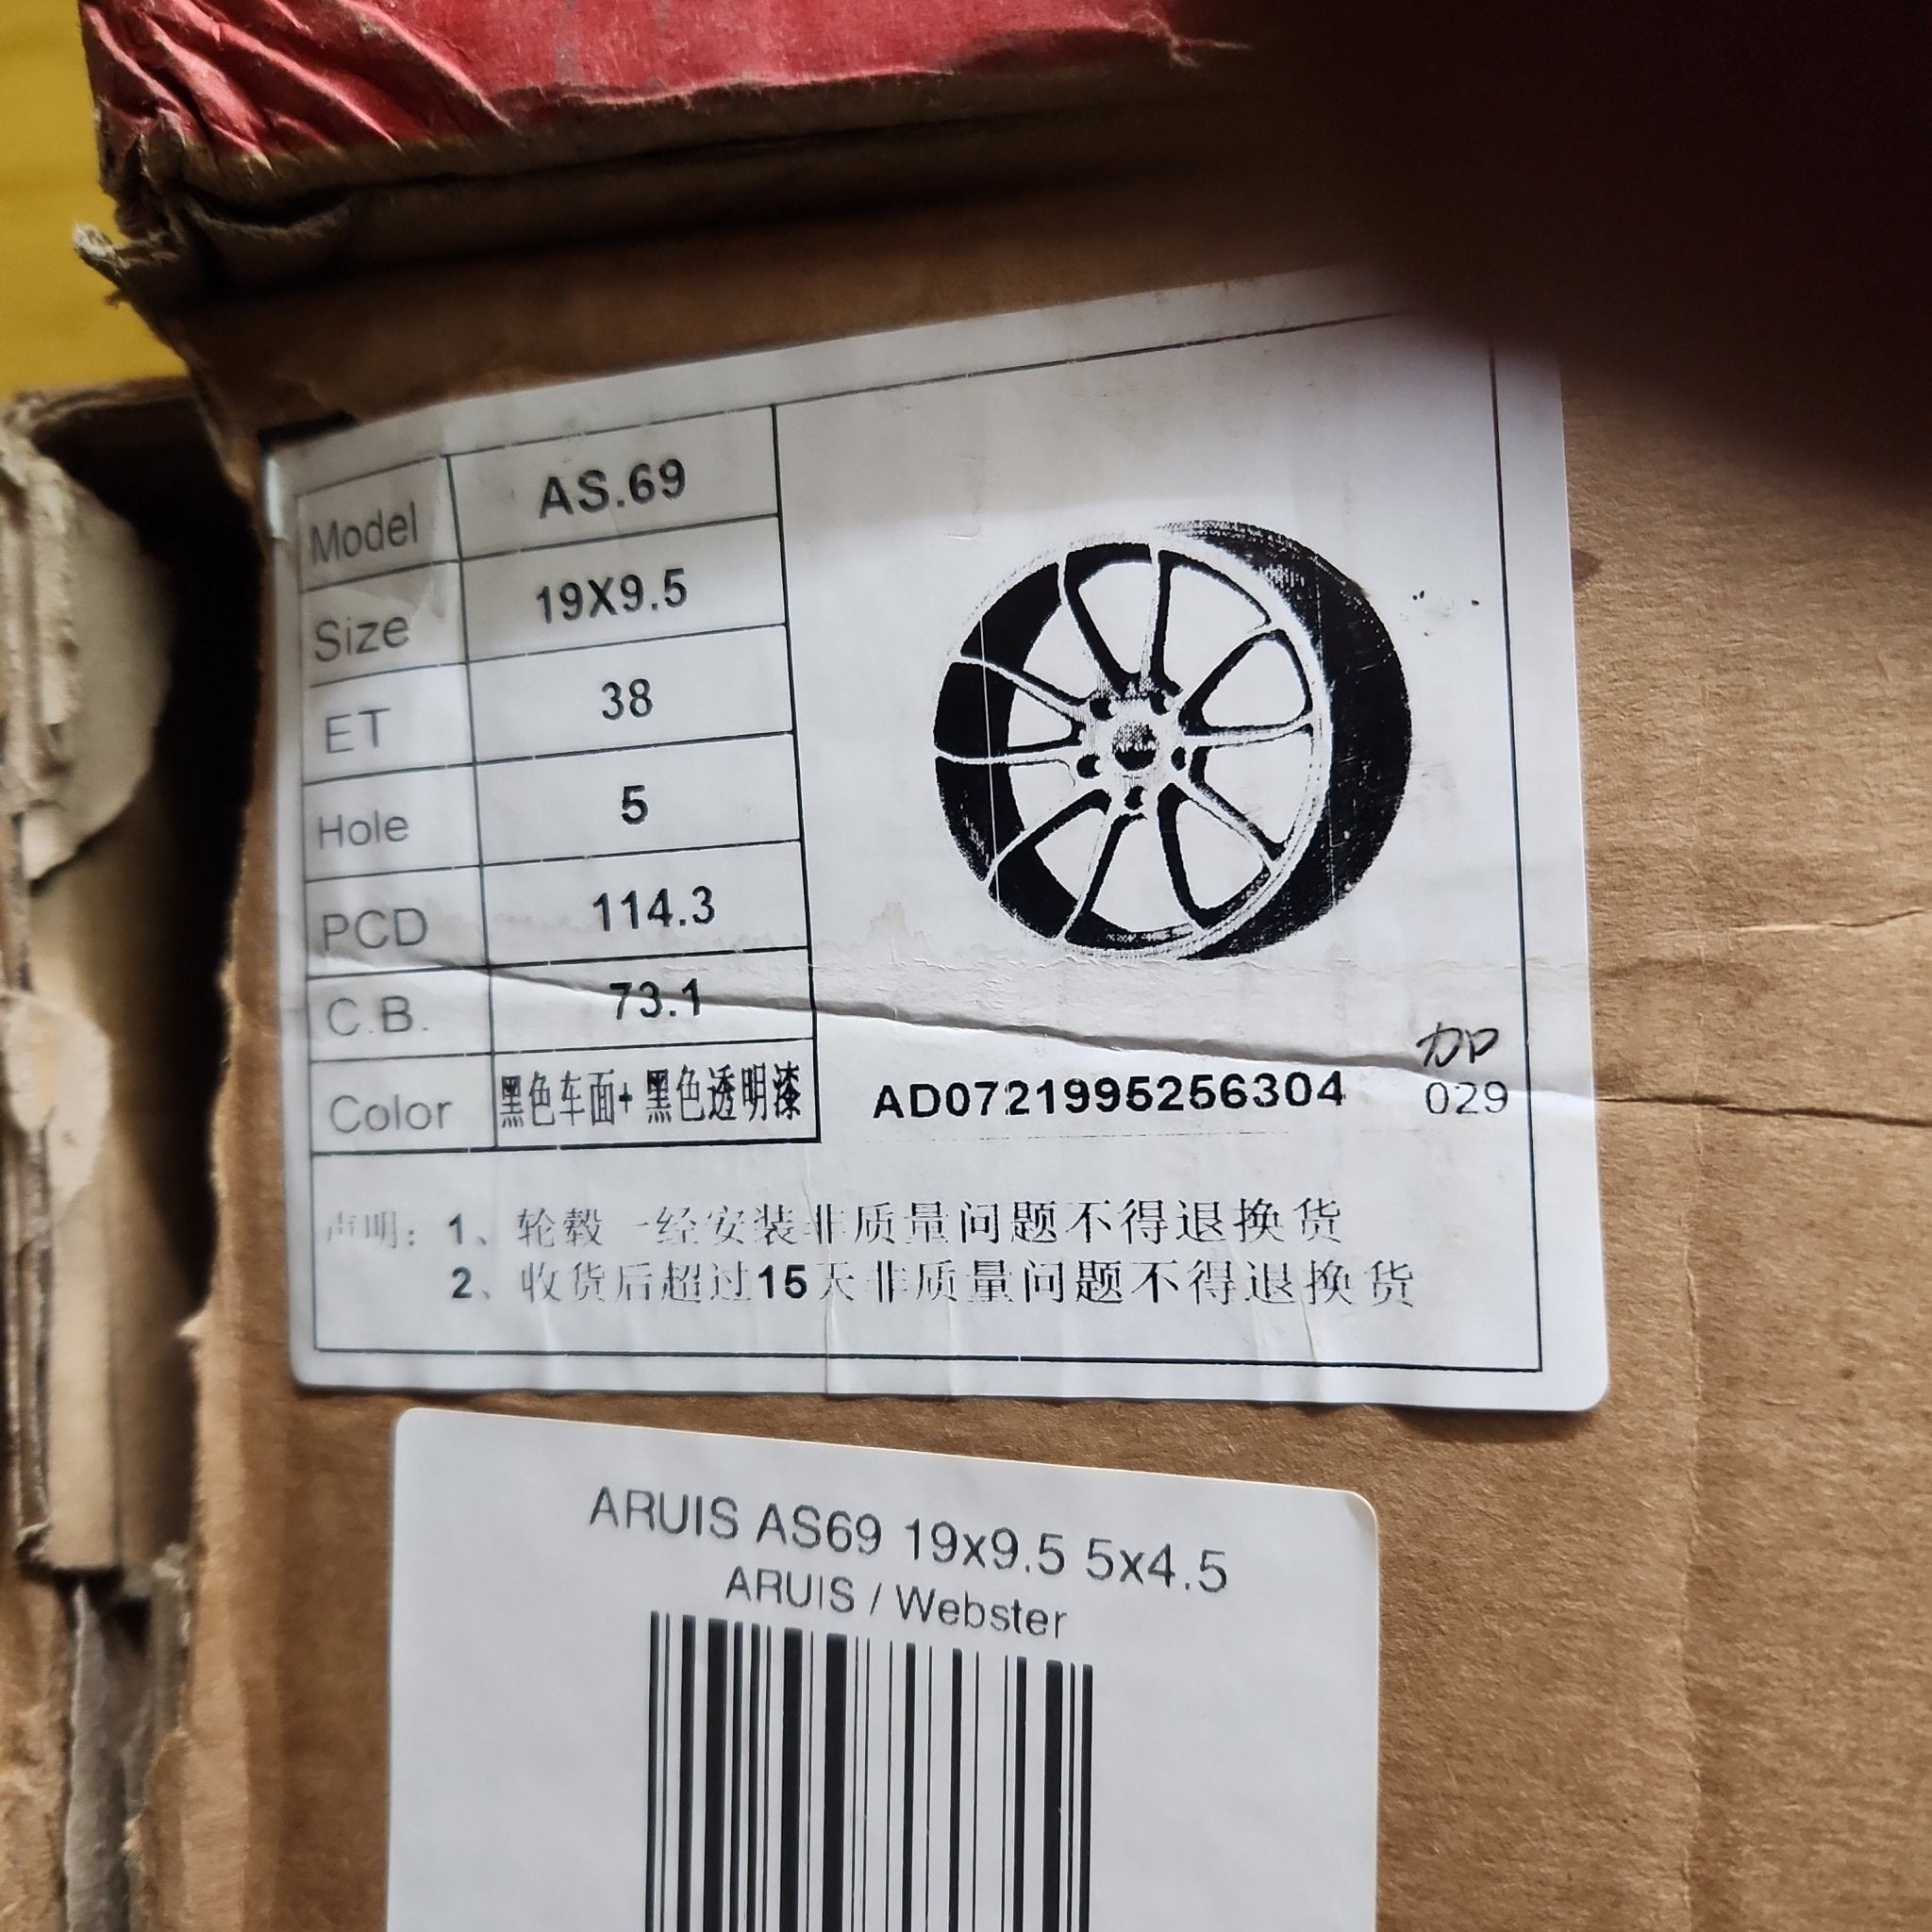 Model AS.69
Size 19X9.5
ET 38
Hole 5
PCD 114.3
C.B. 73.1
Color 黑色车面+ 黑色透明漆
AD0721995256304
加
029
声明：1、轮毂一经安装非质量问题不得退换货
2、收货后超过15天非质量问题不得退换货
ARUIS AS69 19x9.5 5x4.5
ARUIS / Webster